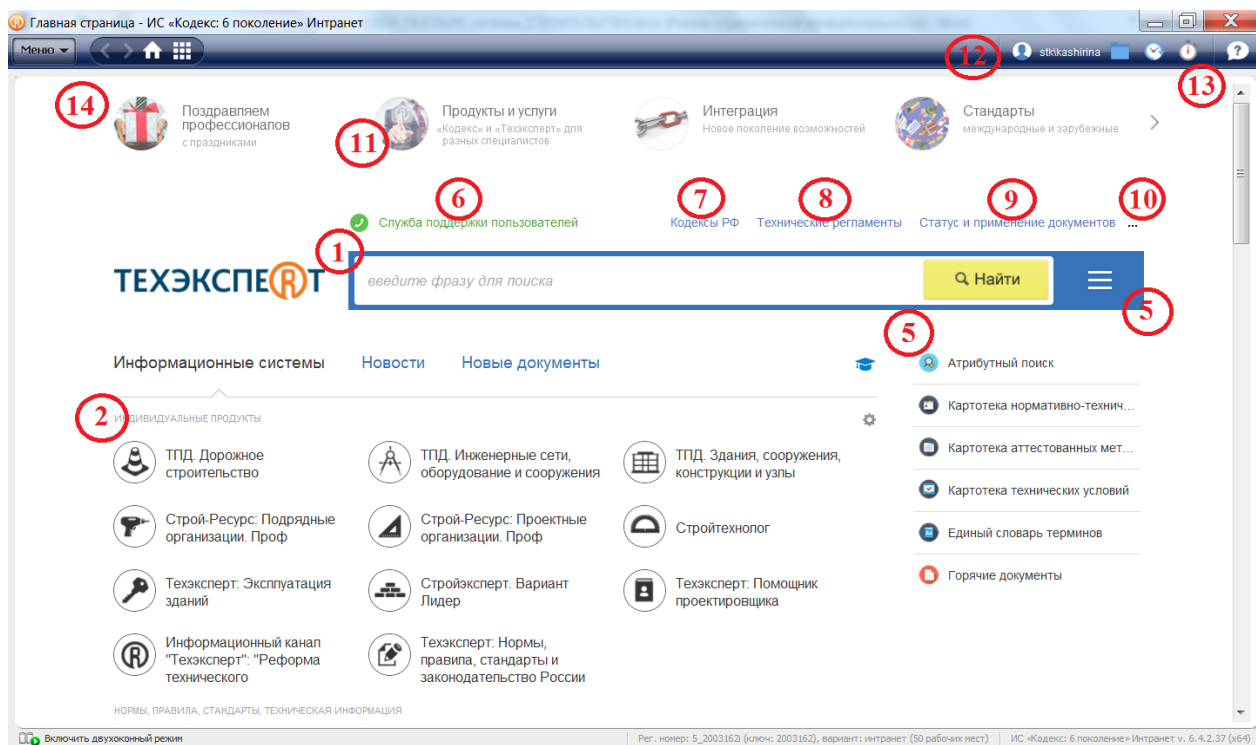 Главная страница - ИС «Кодекс: 6 поколение» Интранет
Меню
12
stk\kashirina
13
14
Поздравляем
профессионалов
с праздниками
11
Продукты и услуги
«Кодекс» и «Техэксперт» для
разных специалистов
Интеграция
Новое поколение возможностей
Стандарты
международные и зарубежные
6
7
8
9
10
Служба поддержки пользователей
Кодексы РФ
Технические регламенты
Статус и применение документов
...
1
ТЕХЭКСПЕRТ
введите фразу для поиска
Найти
5
5
Информационные системы
Новости
Новые документы
2
ИНДИВИДУАЛЬНЫЕ ПРОДУКТЫ
ТПД. Дорожное
строительство
ТПД. Инженерные сети,
оборудование и сооружения
ТПД. Здания, сооружения,
конструкции и узлы
Строй-Ресурс: Подрядные
организации. Проф
Строй-Ресурс: Проектные
организации. Проф
Стройтехнолог
Техэксперт: Эксплуатация
зданий
Стройэксперт. Вариант
Лидер
Техэксперт: Помощник
проектировщика
Информационный канал
"Техэксперт": "Реформа
технического
Техэксперт: Нормы,
правила, стандарты и
законодательство России
НОРМЫ, ПРАВИЛА, СТАНДАРТЫ, ТЕХНИЧЕСКАЯ ИНФОРМАЦИЯ
Атрибутный поиск
Картотека нормативно-технич...
Картотека аттестованных мет...
Картотека технических условий
Единый словарь терминов
Горячие документы
Включить двухоконный режим
Рег. номер: 5_2003162i (ключ: 2003162), вариант: интранет (50 рабочих мест)
ИС «Кодекс: 6 поколение» Интранет v. 6.4.2.37 (x64)